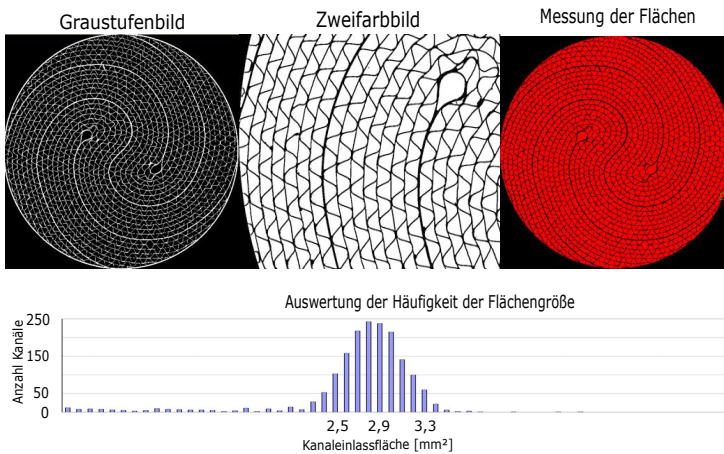 Graustufenbild
Zweifarbbild
Messung der Flächen
Auswertung der Häufigkeit der Flächengröße
Anzahl Kanäle
250
150
50
0
2,5 2,9 3,3
Kanaleinlassfläche [mm²]